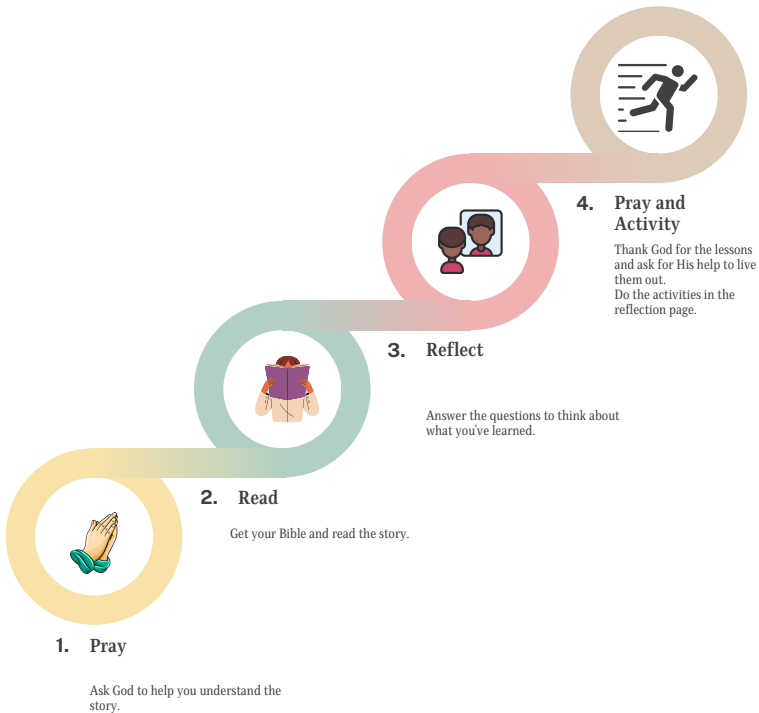 1. Pray
Ask God to help you understand the
story.
2. Read
Get your Bible and read the story.
3. Reflect
Answer the questions to think about
what you've learned.
4. Pray and
Activity
Thank God for the lessons
and ask for His help to live
them out.
Do the activities in the
reflection page.